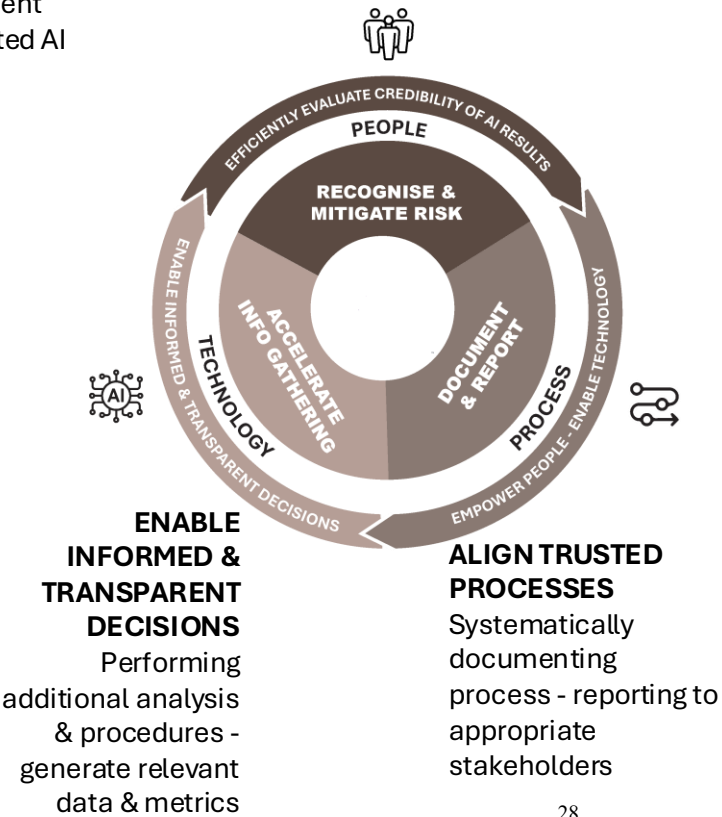 ent
ted AI
EFFICIENTLY EVALUATE CREDIBILITY OF AI RESULTS
PEOPLE
RECOGNISE &
MITIGATE RISK
ENABLE INFORMED & TRANSPARENT DECISIONS
TECHNOLOGY
ACCELERATE
INFO GATHERING
DOCUMENT
& REPORT
PROCESS
EMPOWER PEOPLE - ENABLE TECHNOLOGY
AI
ENABLE
INFORMED &
TRANSPARENT
DECISIONS
Performing
additional analysis
& procedures -
generate relevant
data & metrics
ALIGN TRUSTED
PROCESSES
Systematically
documenting
process - reporting to
appropriate
stakeholders
28